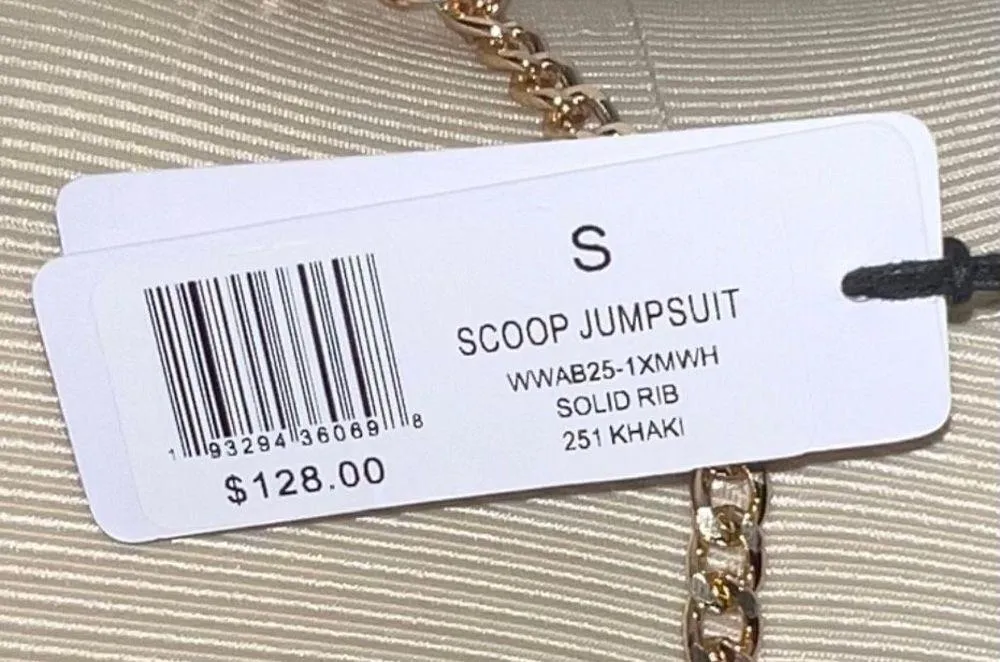 S
SCOOP JUMPSUIT
WWAB25-1XMWH
SOLID RIB
251 KHAKI
1 93294 36069 8
$128.00